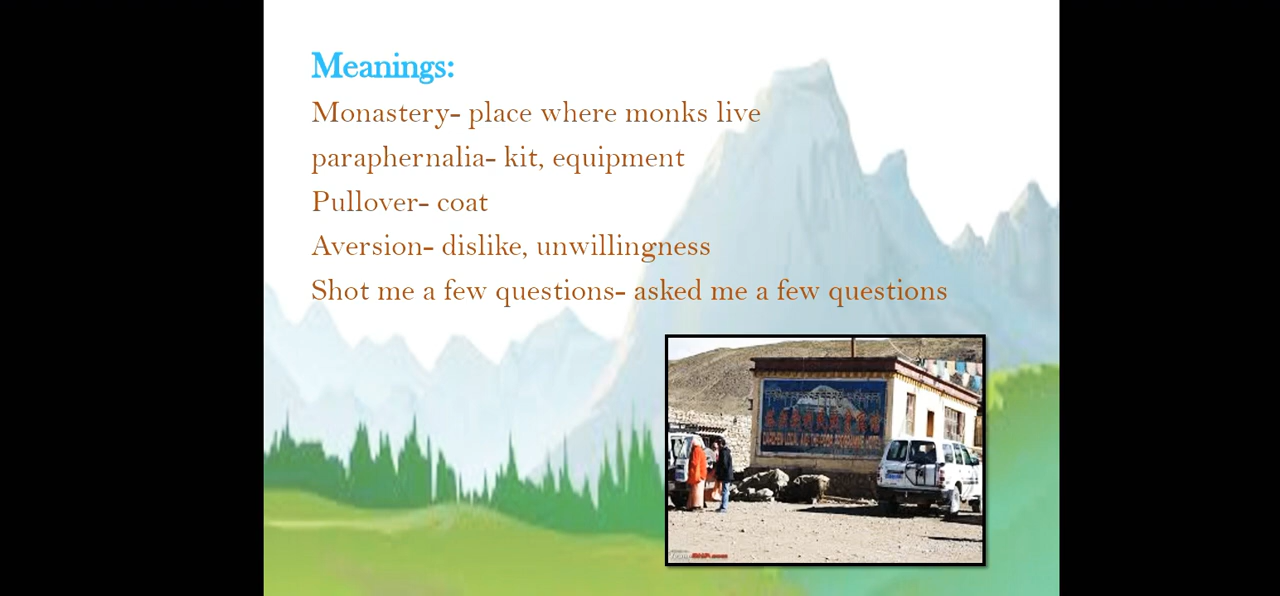 Meanings:
Monastery- place where monks live
paraphernalia- kit, equipment
Pullover- coat
Aversion- dislike, unwillingness
Shot me a few questions- asked me a few questions